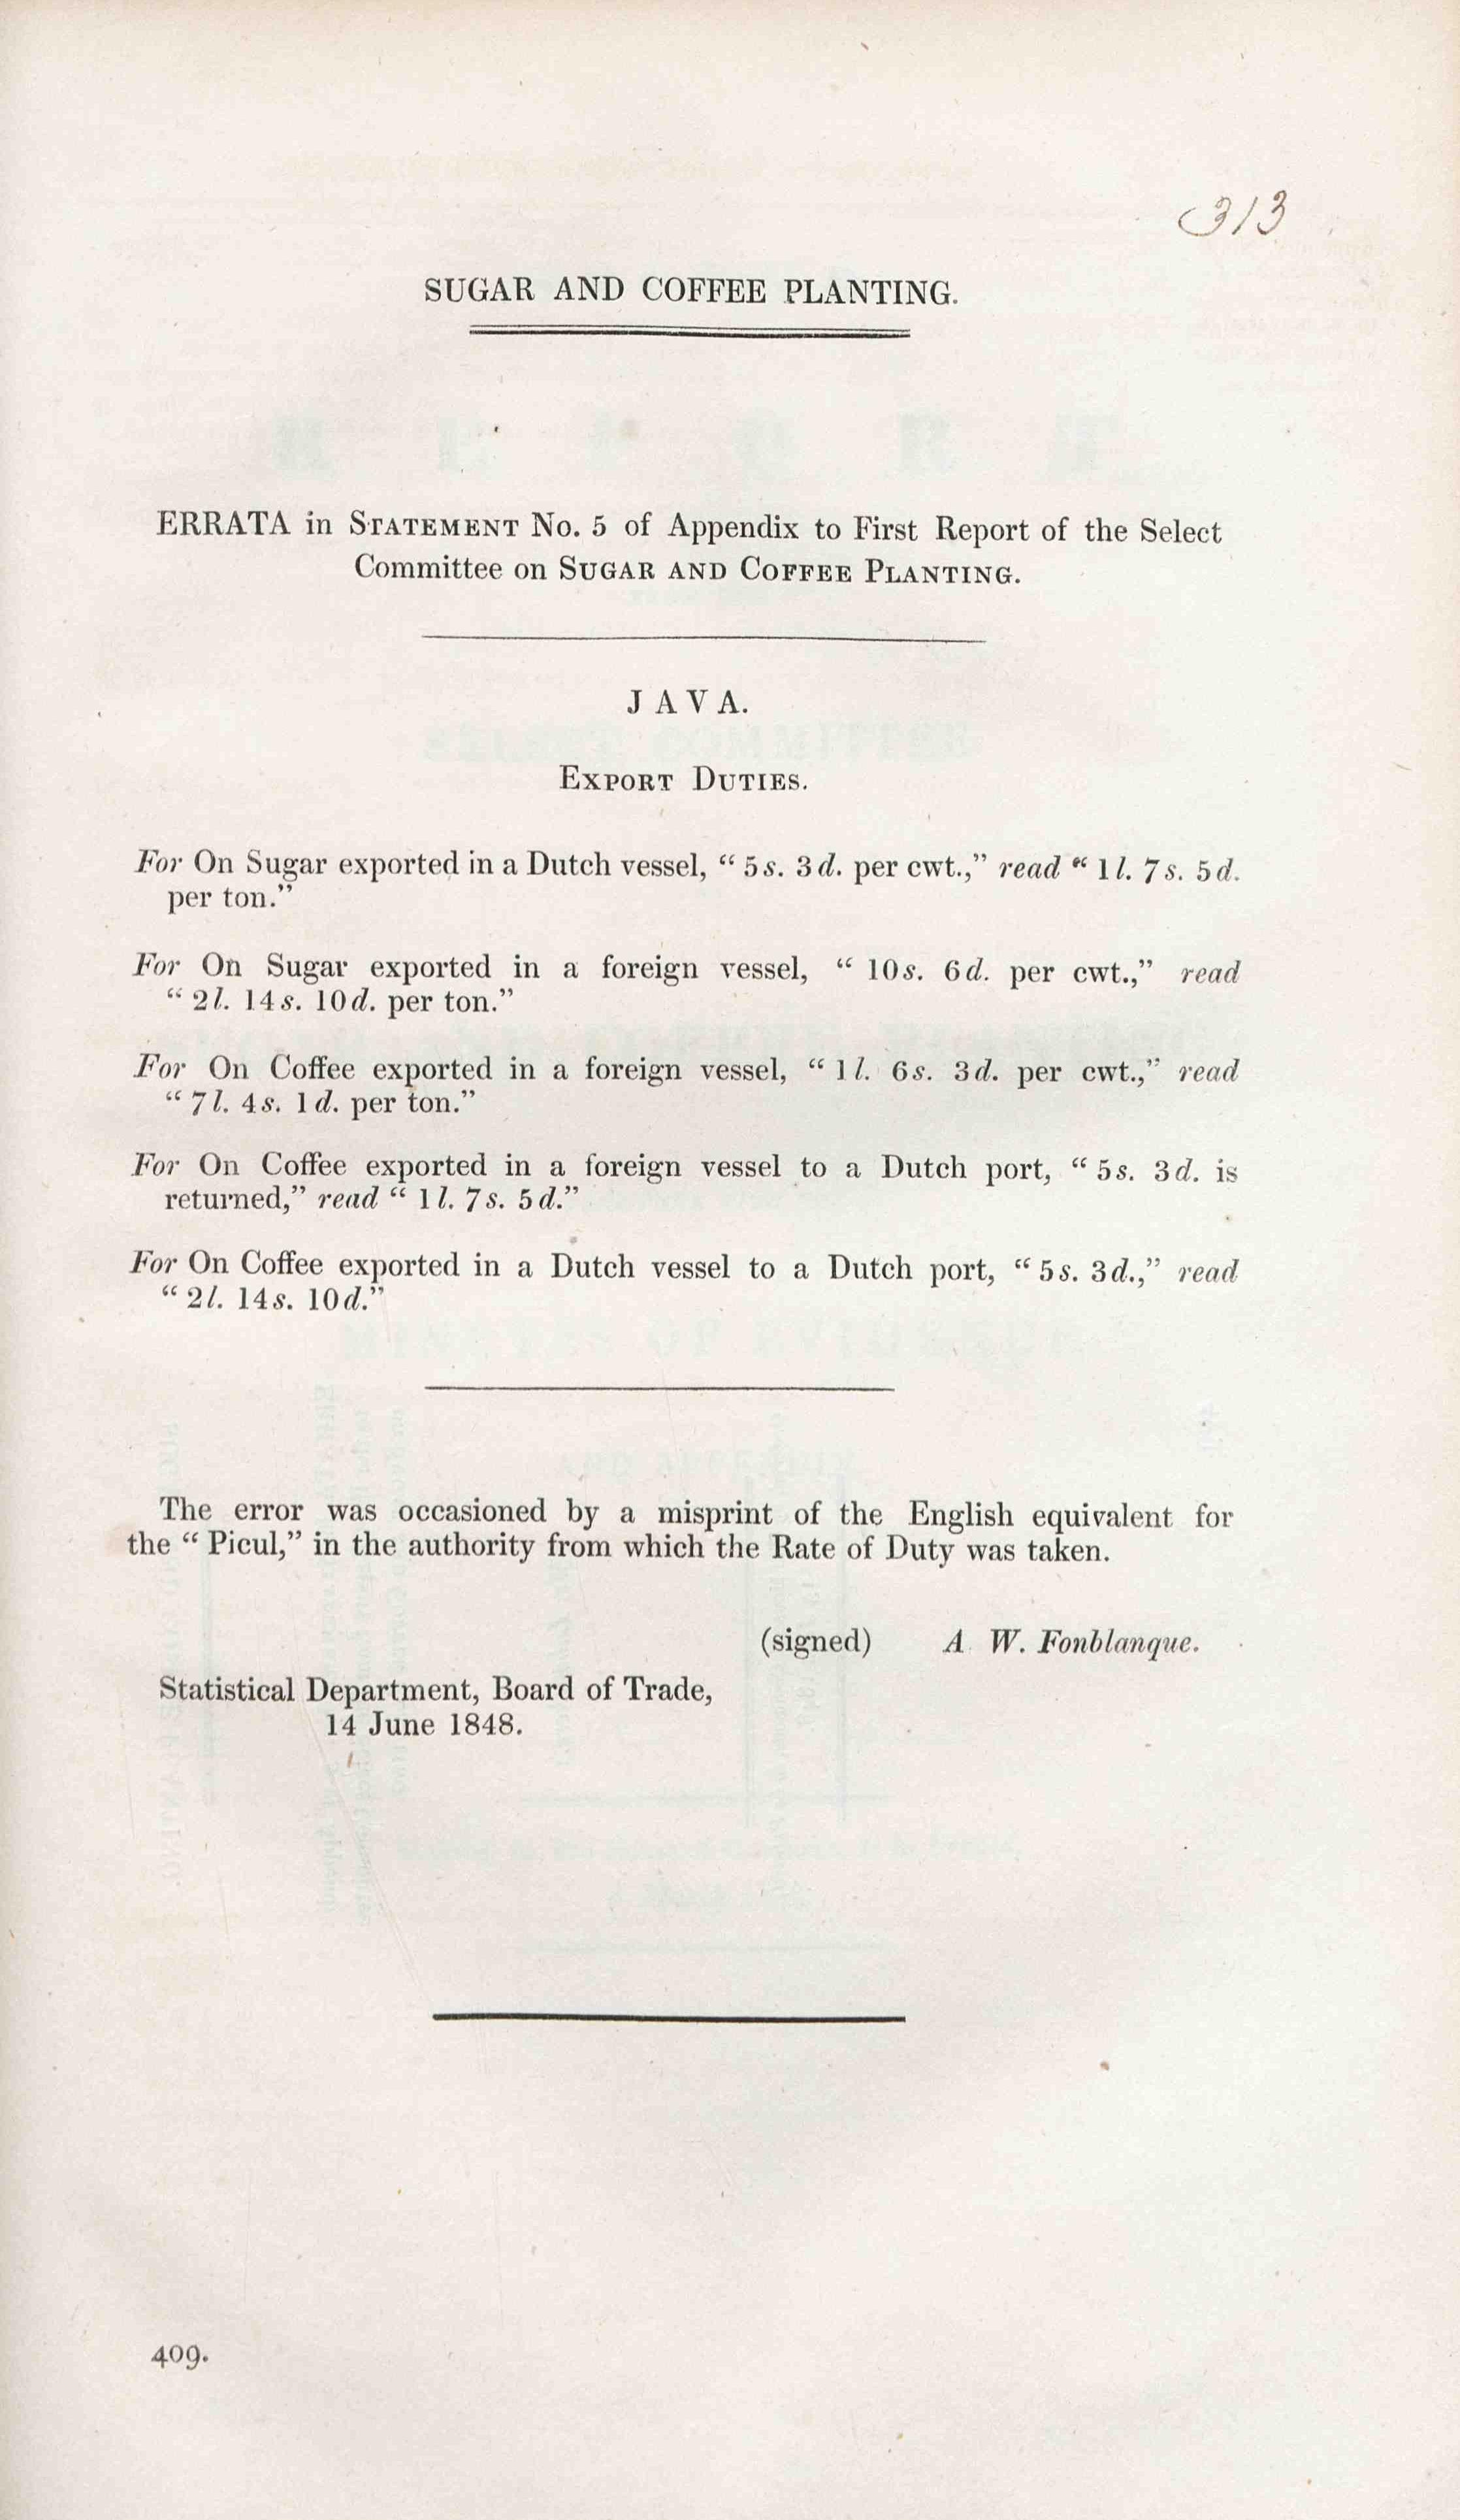 313
SUGAR AND COFFEE PLANTING.
ERRATA in STATEMENT No. 5 of Appendix to First Report of the Select
Committee on SUGAR AND COFFEE PLANTING.
JAVA.
EXPORT DUTIES.
For On Sugar exported in a Dutch vessel, “5s. 3d. per cwt.,” read “1l. 7s. 5d.
per ton.”
For On Sugar exported in a foreign vessel, “10s. 6d. per cwt.,” read
“2l. 14s. 10d. per ton.”
For On Coffee exported in a foreign vessel, “1l. 6s. 3d. per cwt.,” read
“7l. 4s. 1d. per ton.”
For On Coffee exported in a foreign vessel to a Dutch port, “5s. 3d. is
returned,” read “1l. 7s. 5d.”
For On Coffee exported in a Dutch vessel to a Dutch port, “5s. 3d.,” read
“2l. 14s. 10d.”
The error was occasioned by a misprint of the English equivalent for
the “Picul,” in the authority from which the Rate of Duty was taken.
(signed) A. W. Fonblanque.
Statistical Department, Board of Trade,
14 June 1848.
409.